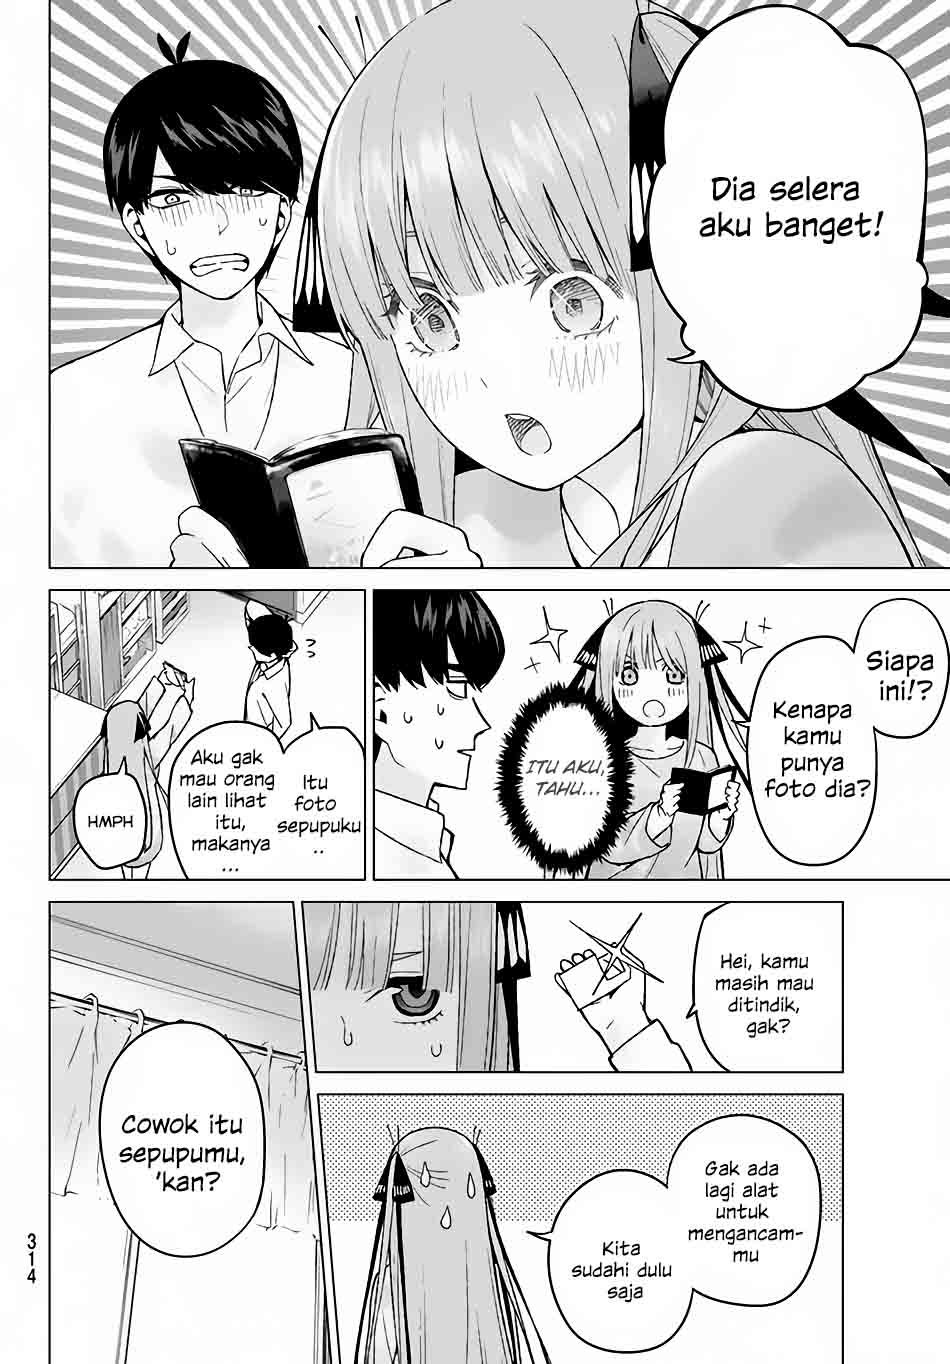 Dia selera
aku banget!
Siapa
ini!?
Kenapa
kamu
punya
foto dia?
ITU AKU,
TAHU...
Itu
foto
sepupuku
..
Aku gak
mau orang
lain lihat
itu,
makanya
...
HMPH
Hei, kamu
masih mau
ditindik,
gak?
Gak ada
lagi alat
untuk
mengancam-
mu
Kita
sudahi dulu
saja
Cowok itu
sepupumu,
'kan?
314